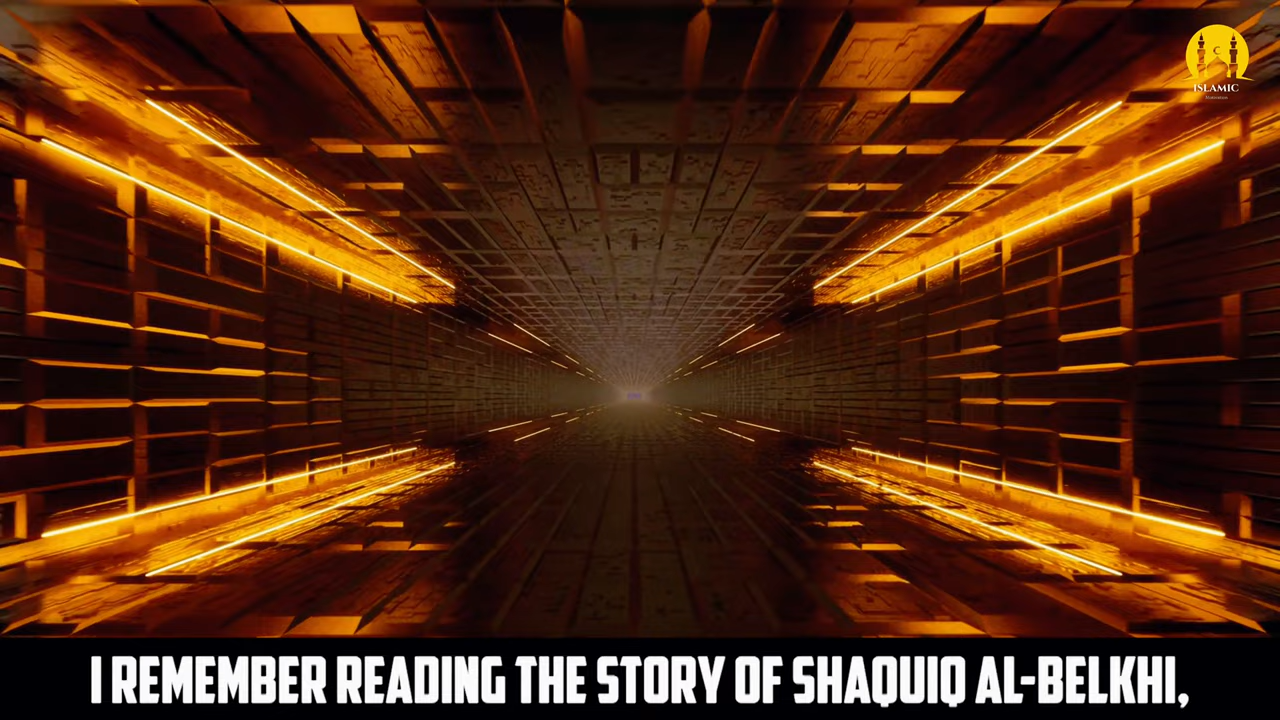 ISLAMIC
I REMEMBER READING THE STORY OF SHAQUIQ AL-BELKHI,